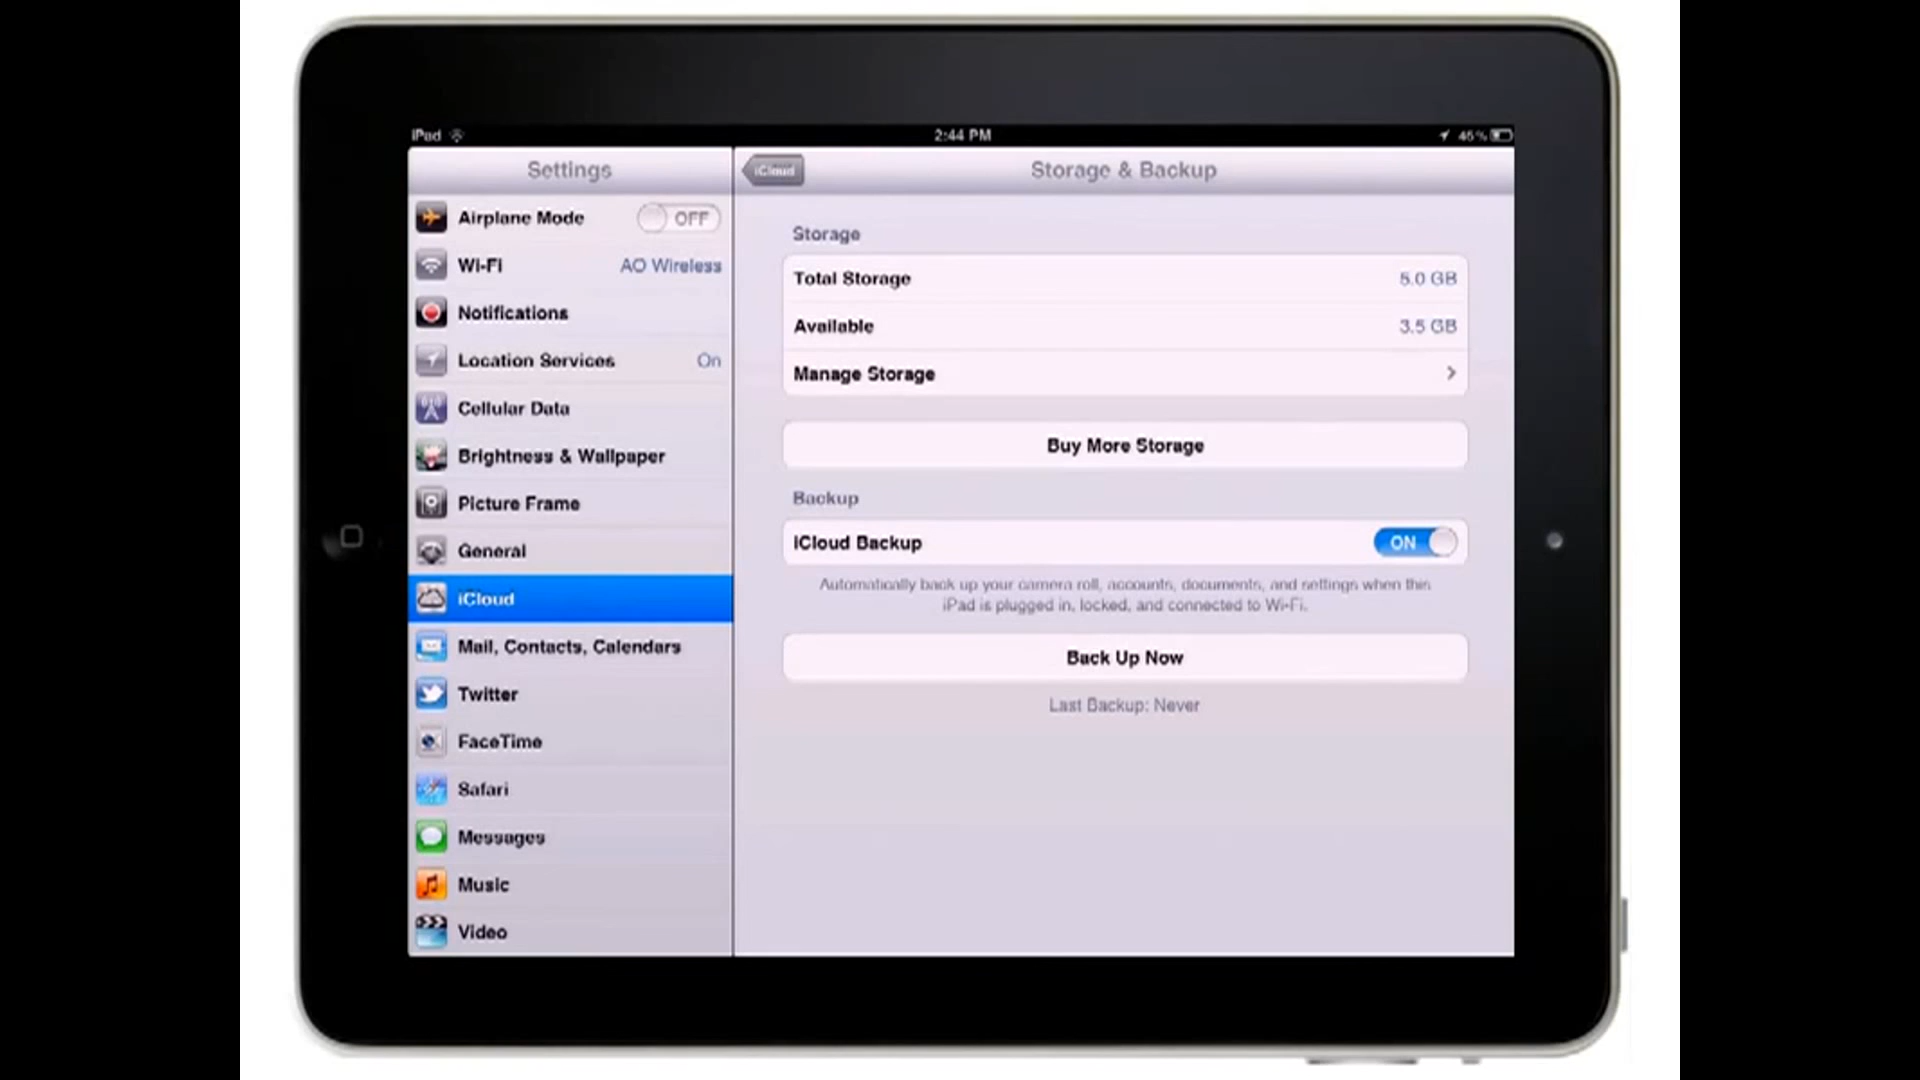 iPad
2:44 PM
46%
Settings
iCloud
Storage & Backup
Airplane Mode
OFF
Wi-Fi
AO Wireless
Notifications
Location Services
On
Cellular Data
Brightness & Wallpaper
Picture Frame
General
iCloud
Mail, Contacts, Calendars
Twitter
FaceTime
Safari
Messages
Music
Video
Storage
Total Storage
5.0 GB
Available
3.5 GB
Manage Storage
Buy More Storage
Backup
iCloud Backup
ON
Automatically back up your camera roll, accounts, documents, and settings when this
iPad is plugged in, locked, and connected to Wi-Fi.
Back Up Now
Last Backup: Never